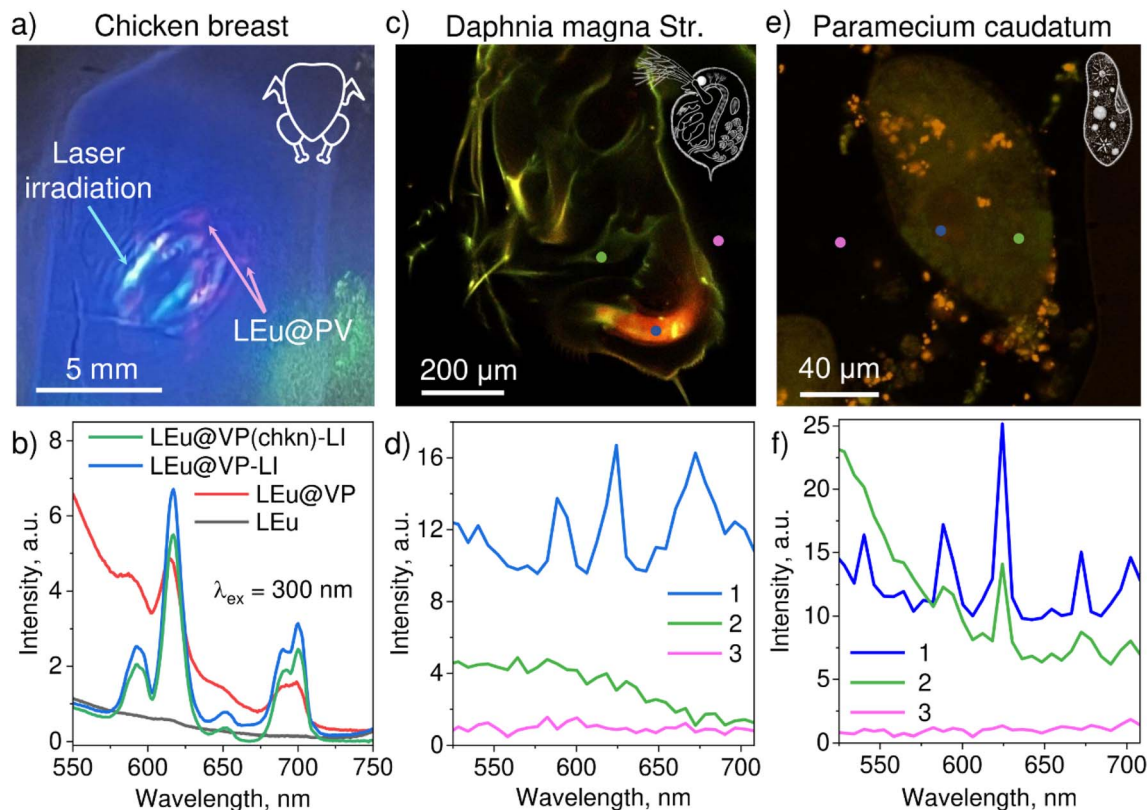 a) Chicken breast
Laser
irradiation
LEu@PV
5 mm
c) Daphnia magna Str.
200 µm
e) Paramecium caudatum
40 µm
b)
8
6
4
2
0
Intensity, a.u.
LEu@VP(chkn)-LI
LEu@VP-LI
LEu@VP
LEu
λex = 300 nm
550 600 650 700 750
Wavelength, nm
d)
16
12
8
4
0
Intensity, a.u.
1
2
3
550 600 650 700
Wavelength, nm
f)
25
20
15
10
5
0
Intensity, a.u.
1
2
3
550 600 650 700
Wavelength, nm